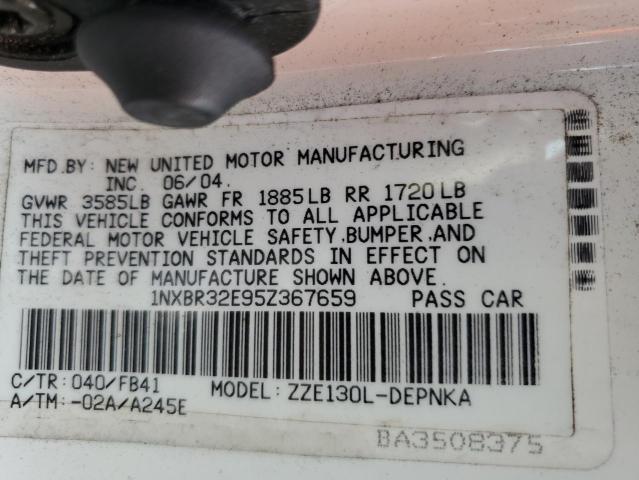 MFD.BY: NEW UNITED MOTOR MANUFACTURING
INC. 06/04.
GVWR 3585LB GAWR FR 1885LB RR 1720LB
THIS VEHICLE CONFORMS TO ALL APPLICABLE
FEDERAL MOTOR VEHICLE SAFETY,BUMPER,AND
THEFT PREVENTION STANDARDS IN EFFECT ON
THE DATE OF MANUFACTURE SHOWN ABOVE.
1NXBR32E95Z367659 PASS CAR
C/TR:040/FB41 MODEL:ZZE130L-DEPNKA
A/TM:-02A/A245E
BA3508375